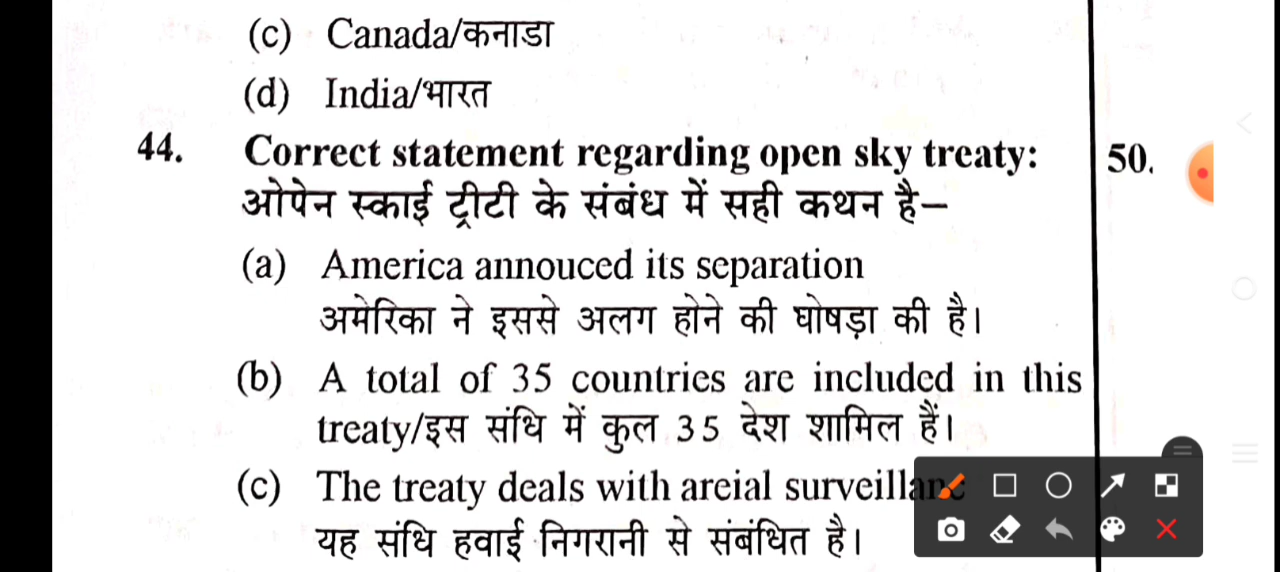 (c) Canada/कनाडा
(d) India/भारत
44. Correct statement regarding open sky treaty:
ओपेन स्काई ट्रीटी के संबंध में सही कथन है–
(a) America annouced its separation
अमेरिका ने इससे अलग होने की घोषड़ा की है।
(b) A total of 35 countries are included in this
treaty/इस संधि में कुल 35 देश शामिल हैं।
(c) The treaty deals with areial surveillanc
यह संधि हवाई निगरानी से संबंधित है।
50.